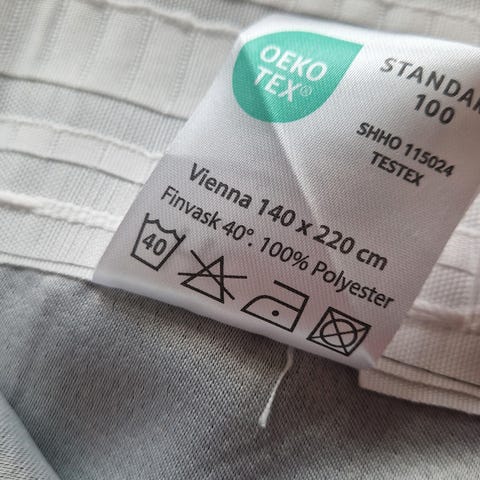 OEKO
TEX®
STANDAR
100
SHHO 115024
TESTEX
Vienna 140 x 220 cm
Finvask 40°. 100% Polyester
40